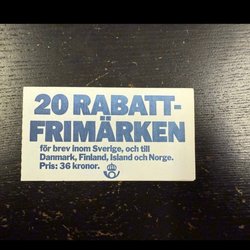 20 RABATT-
FRIMÄRKEN
för brev inom Sverige, och till
Danmark, Finland, Island och Norge.
Pris: 36 kronor.